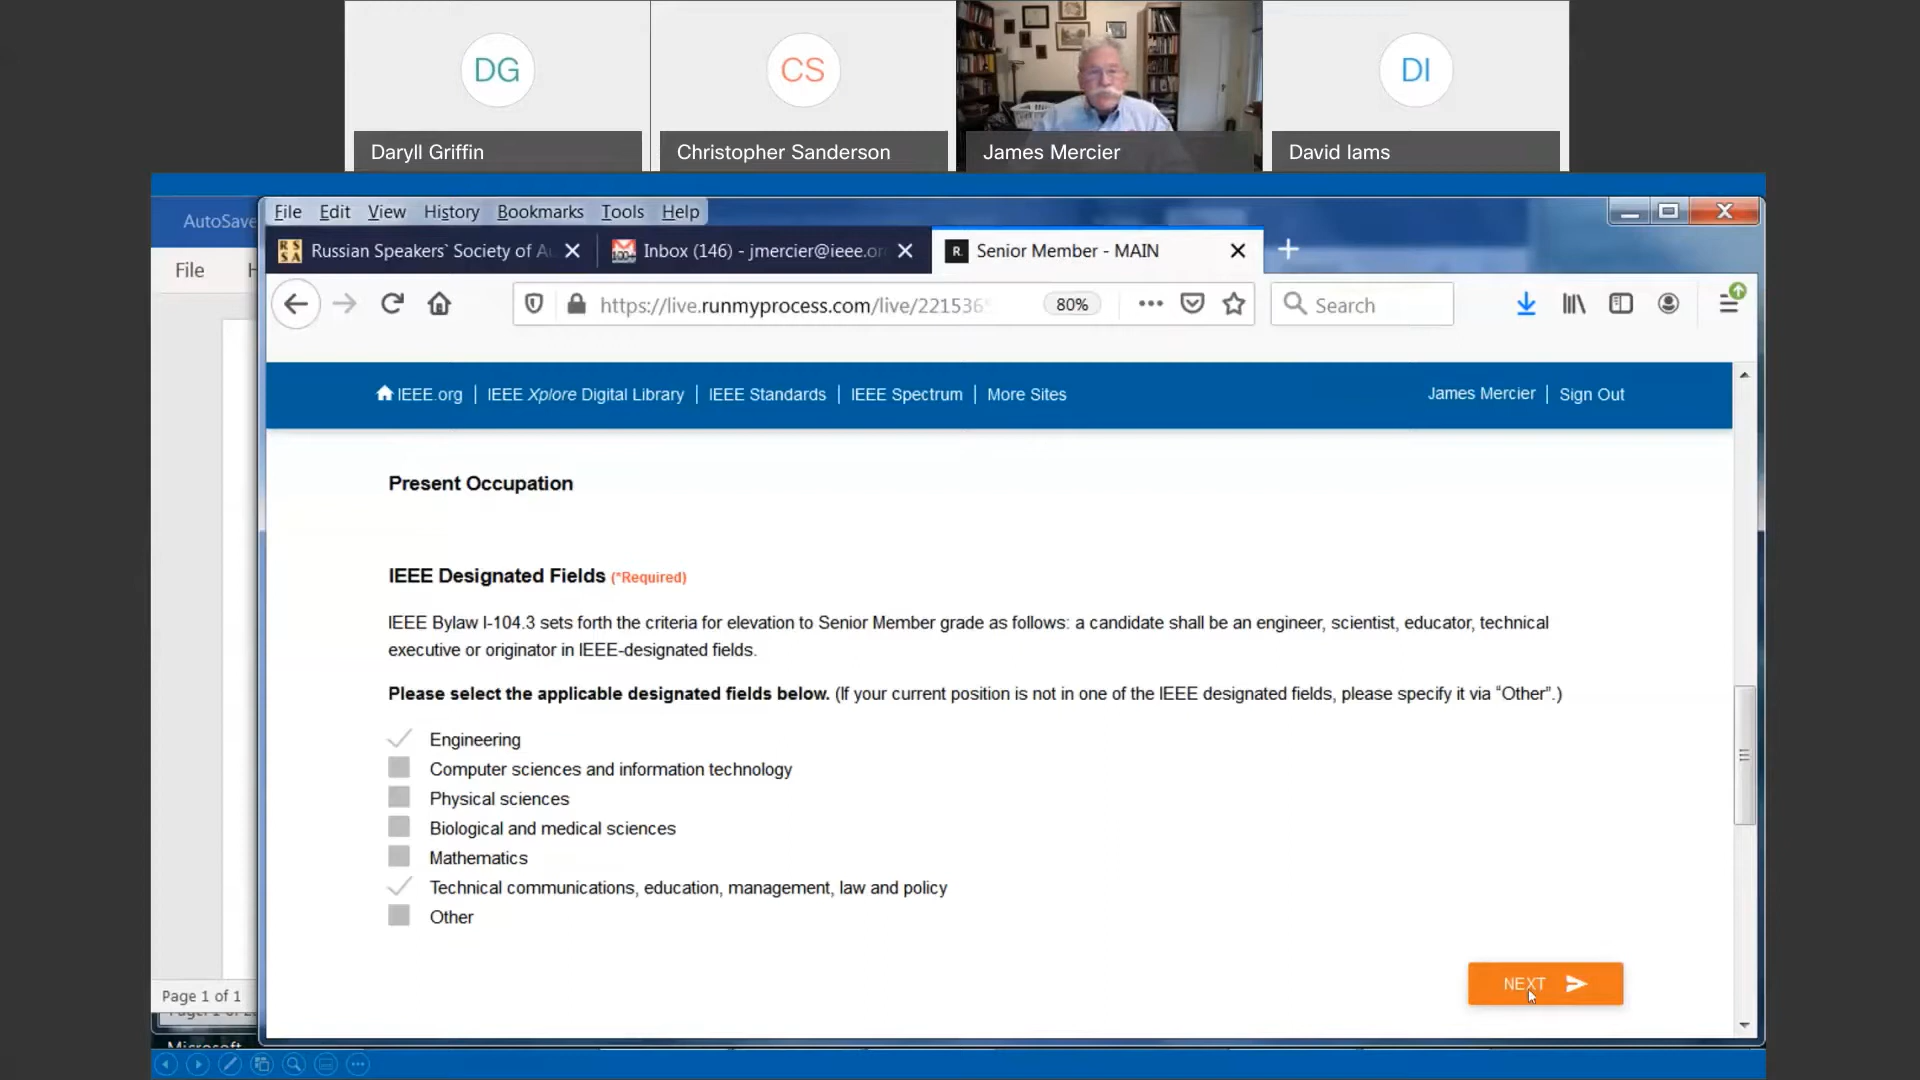 DG
CS
DI
Daryll Griffin
Christopher Sanderson
James Mercier
David Iams
AutoSave
File
File Edit View History Bookmarks Tools Help
RSSA Russian Speakers` Society of Au
Inbox (146) - jmercier@ieee.or
R. Senior Member - MAIN
https://live.runmyprocess.com/live/221536
80%
Search
IEEE.org | IEEE Xplore Digital Library | IEEE Standards | IEEE Spectrum | More Sites
James Mercier | Sign Out
Present Occupation
IEEE Designated Fields (*Required)
IEEE Bylaw I-104.3 sets forth the criteria for elevation to Senior Member grade as follows: a candidate shall be an engineer, scientist, educator, technical
executive or originator in IEEE-designated fields.
Please select the applicable designated fields below. (If your current position is not in one of the IEEE designated fields, please specify it via “Other”.)
Engineering
Computer sciences and information technology
Physical sciences
Biological and medical sciences
Mathematics
Technical communications, education, management, law and policy
Other
NEXT
Page 1 of 1
Microsoft